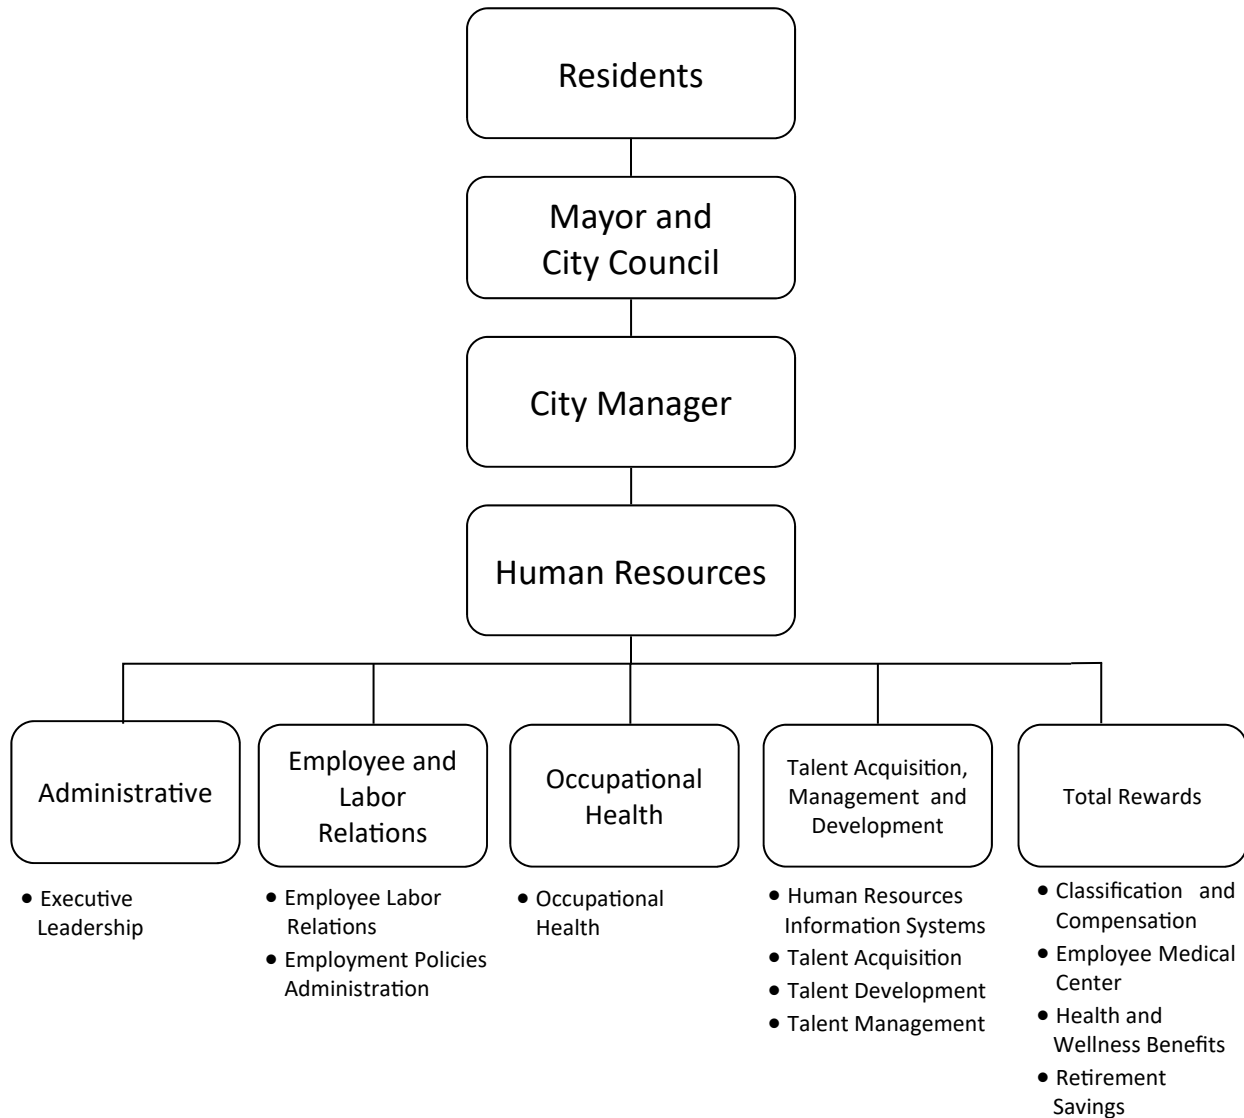 Residents
Mayor and
City Council
City Manager
Human Resources
Administrative
• Executive
Leadership
Employee and
Labor
Relations
• Employee Labor
Relations
• Employment Policies
Administration
Occupational
Health
• Occupational
Health
Talent Acquisition,
Management and
Development
• Human Resources
Information Systems
• Talent Acquisition
• Talent Development
• Talent Management
Total Rewards
• Classification and
Compensation
• Employee Medical
Center
• Health and
Wellness Benefits
• Retirement
Savings